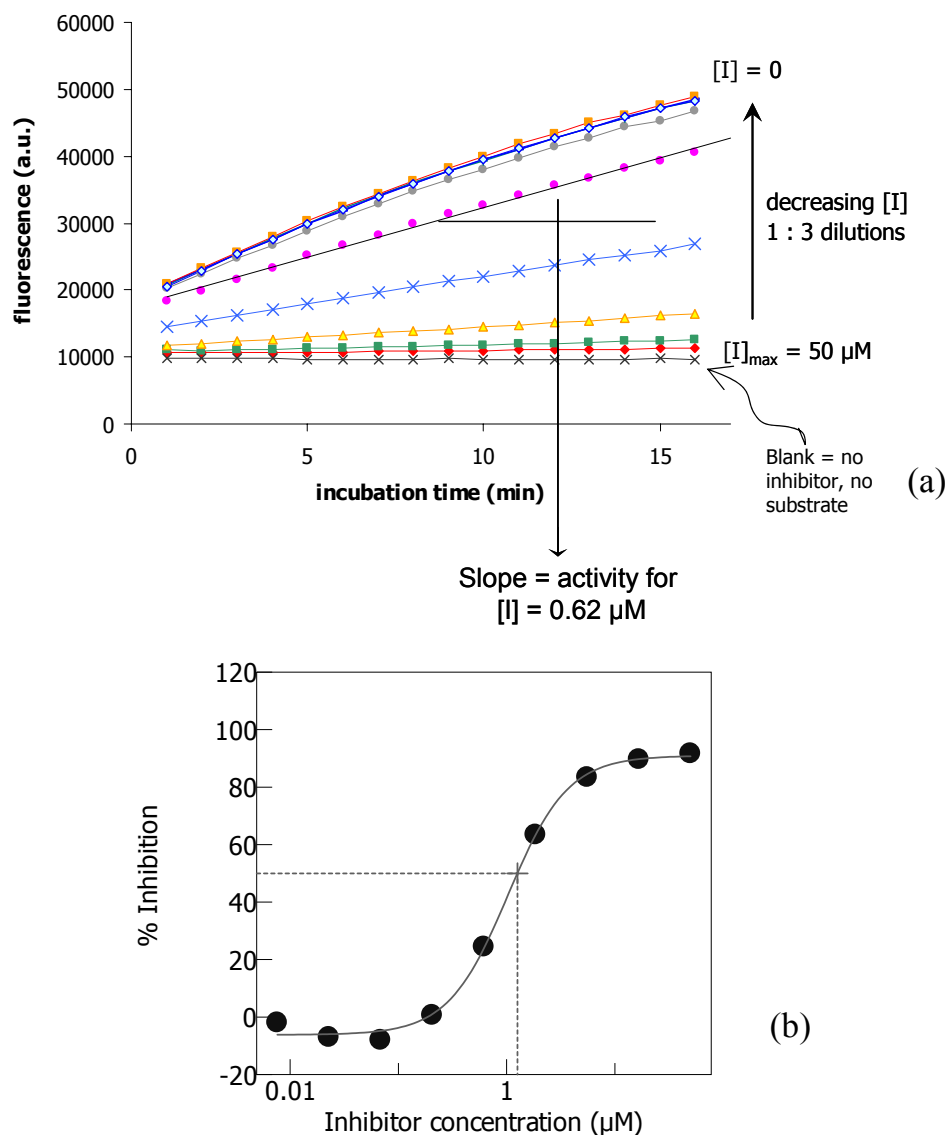 60000
50000
40000
30000
20000
10000
0
fluorescence (a.u.)
0
5
10
15
incubation time (min)
[I] = 0
decreasing [I]
1 : 3 dilutions
[I]max = 50 µM
Blank = no
inhibitor, no
substrate
(a)
Slope = activity for
[I] = 0.62 µM
120
100
80
60
40
20
0
-20
% Inhibition
0.01
1
Inhibitor concentration (µM)
(b)